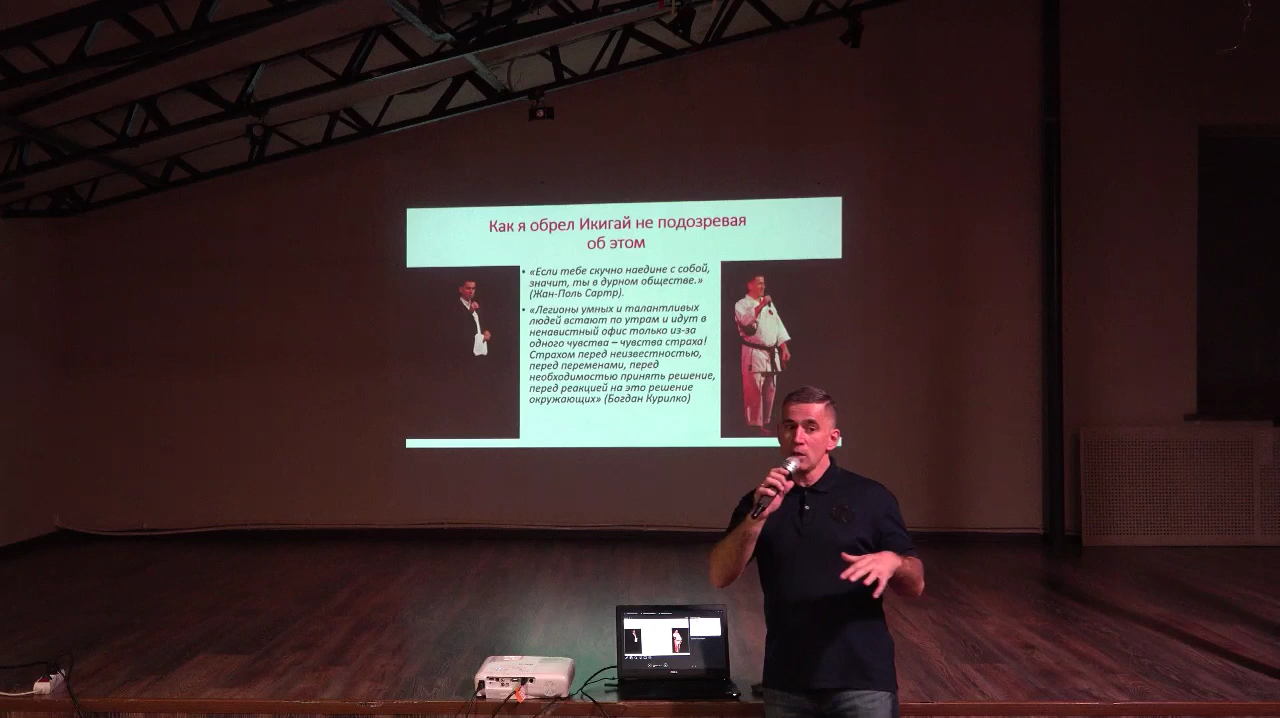 Как я обрел Икигай не подозревая
об этом
• «Если тебе скучно наедине с собой,
значит, ты в дурном обществе.»
(Жан-Поль Сартр).
• «Легионы умных и талантливых
людей встают по утрам и идут в
ненавистный офис только из-за
одного чувства – чувства страха!
Страхом перед неизвестностью,
перед переменами, перед
необходимостью принять решение,
перед реакцией на это решение
окружающих» (Богдан Курилко)